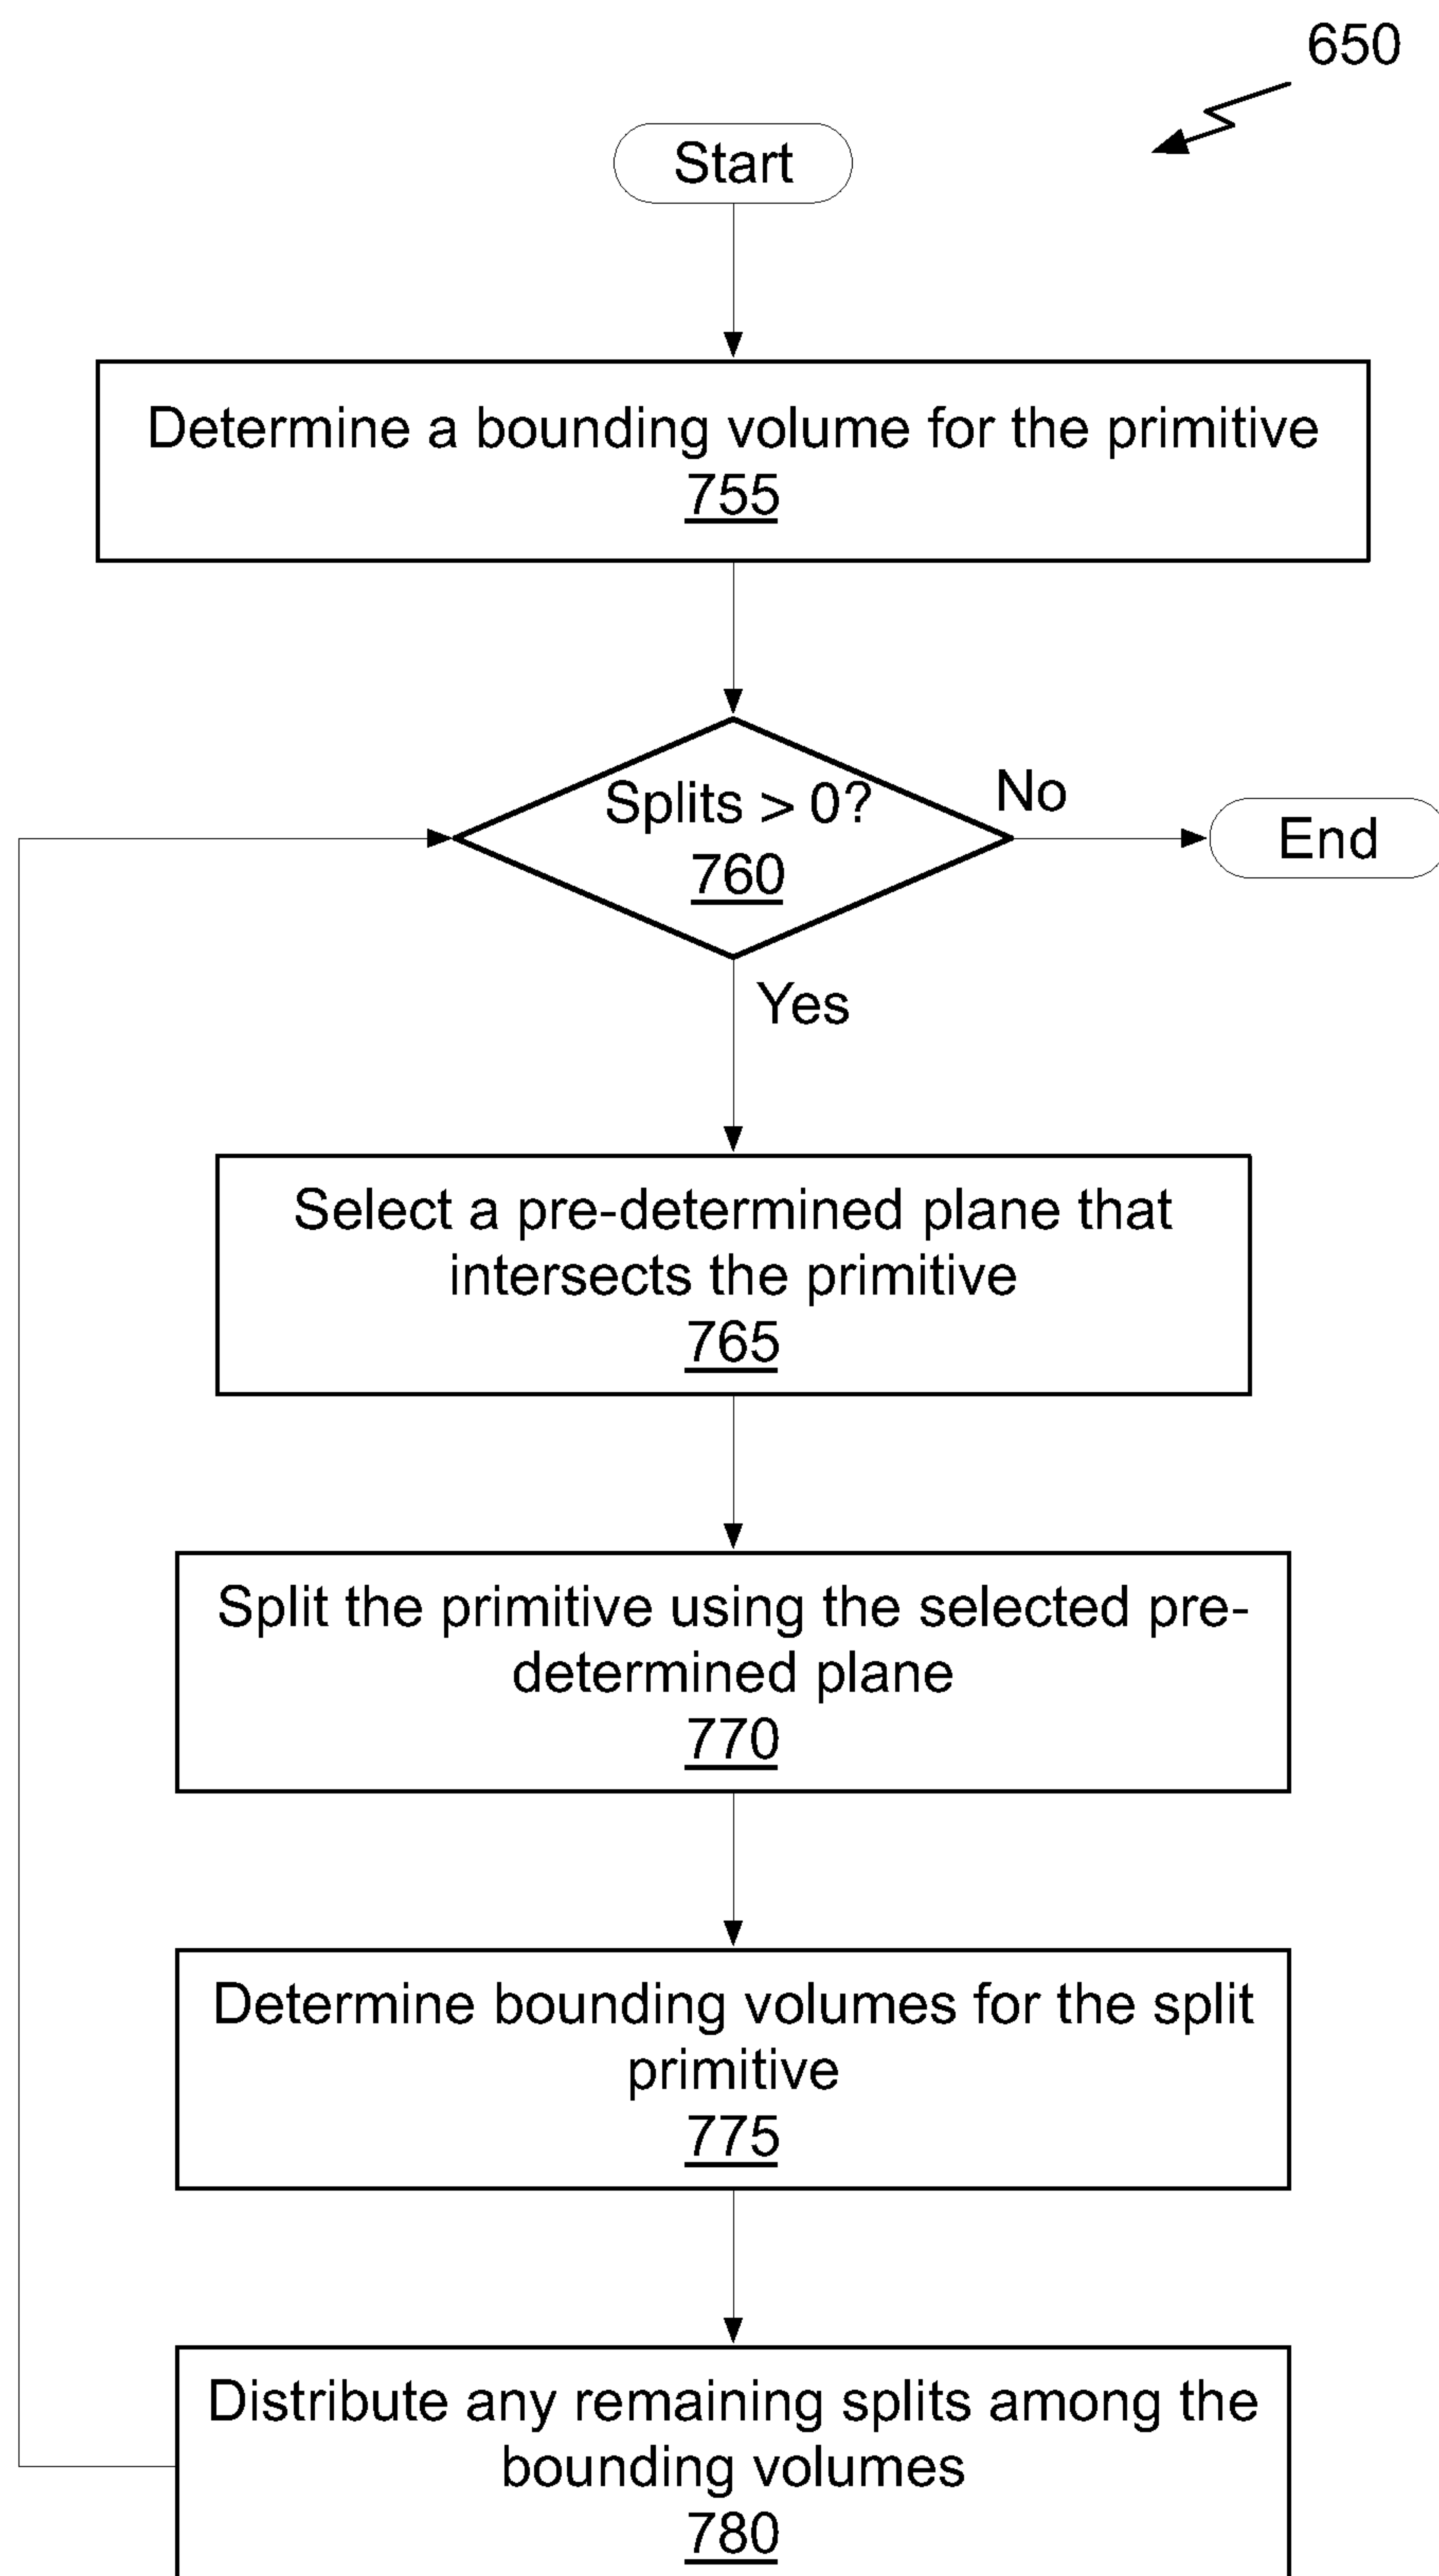 650
Start
Determine a bounding volume for the primitive
755
Splits > 0?
760
No
End
Yes
Select a pre-determined plane that
intersects the primitive
765
Split the primitive using the selected pre-
determined plane
770
Determine bounding volumes for the split
primitive
775
Distribute any remaining splits among the
bounding volumes
780